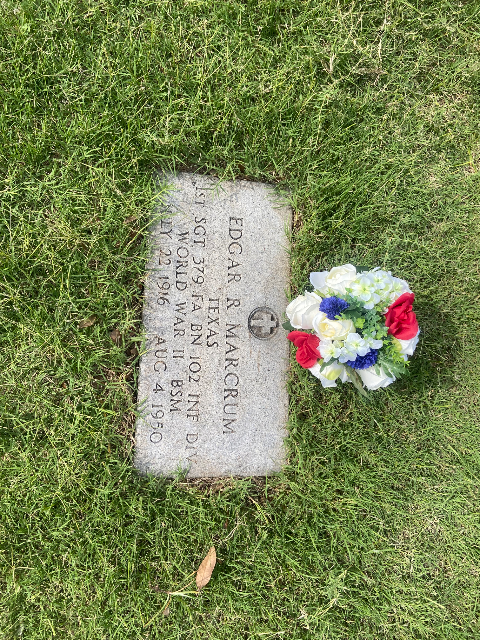 EDGAR R MARCRUM
TEXAS
1ST SGT 379 FA BN 102 INF DIV
WORLD WAR II BSM
22 1916 AUG 4 1950